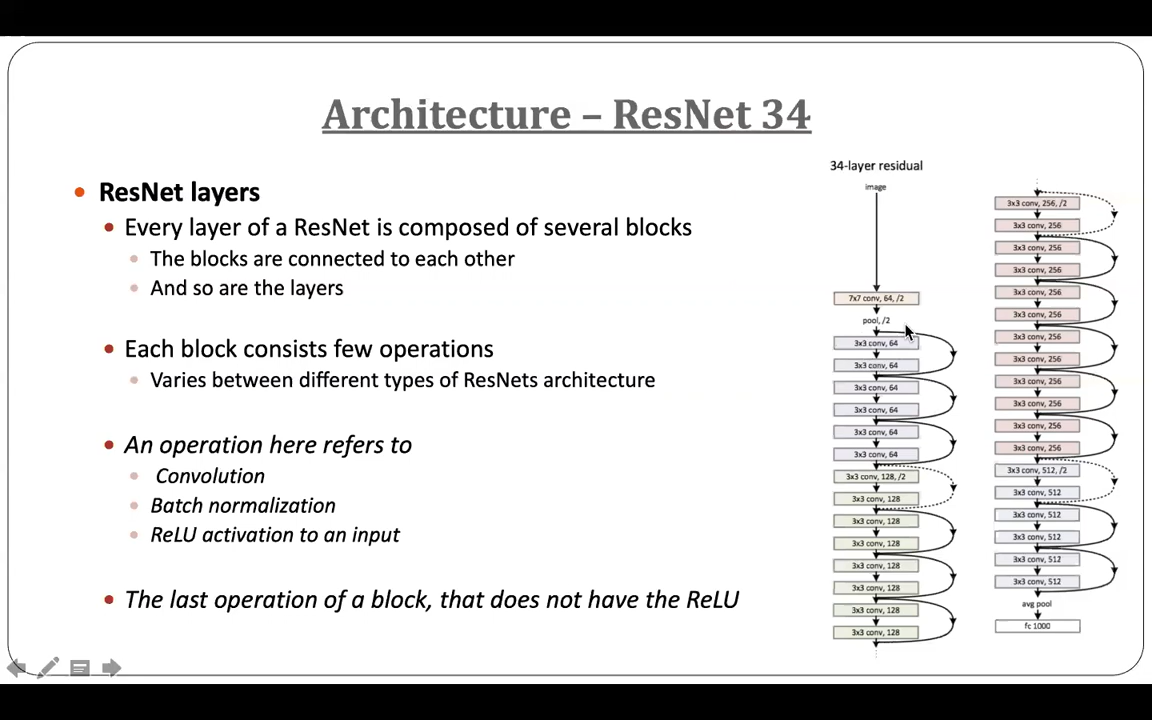 Architecture – ResNet 34
ResNet layers
Every layer of a ResNet is composed of several blocks
The blocks are connected to each other
And so are the layers
Each block consists few operations
Varies between different types of ResNets architecture
An operation here refers to
Convolution
Batch normalization
ReLU activation to an input
The last operation of a block, that does not have the ReLU
34-layer residual
image
7x7 conv, 64, /2
pool, /2
3x3 conv, 64
3x3 conv, 64
3x3 conv, 64
3x3 conv, 64
3x3 conv, 64
3x3 conv, 64
3x3 conv, 128, /2
3x3 conv, 128
3x3 conv, 128
3x3 conv, 128
3x3 conv, 128
3x3 conv, 128
3x3 conv, 128
3x3 conv, 128
3x3 conv, 256, /2
3x3 conv, 256
3x3 conv, 256
3x3 conv, 256
3x3 conv, 256
3x3 conv, 256
3x3 conv, 256
3x3 conv, 256
3x3 conv, 256
3x3 conv, 256
3x3 conv, 256
3x3 conv, 256
3x3 conv, 512, /2
3x3 conv, 512
3x3 conv, 512
3x3 conv, 512
3x3 conv, 512
3x3 conv, 512
avg pool
fc 1000